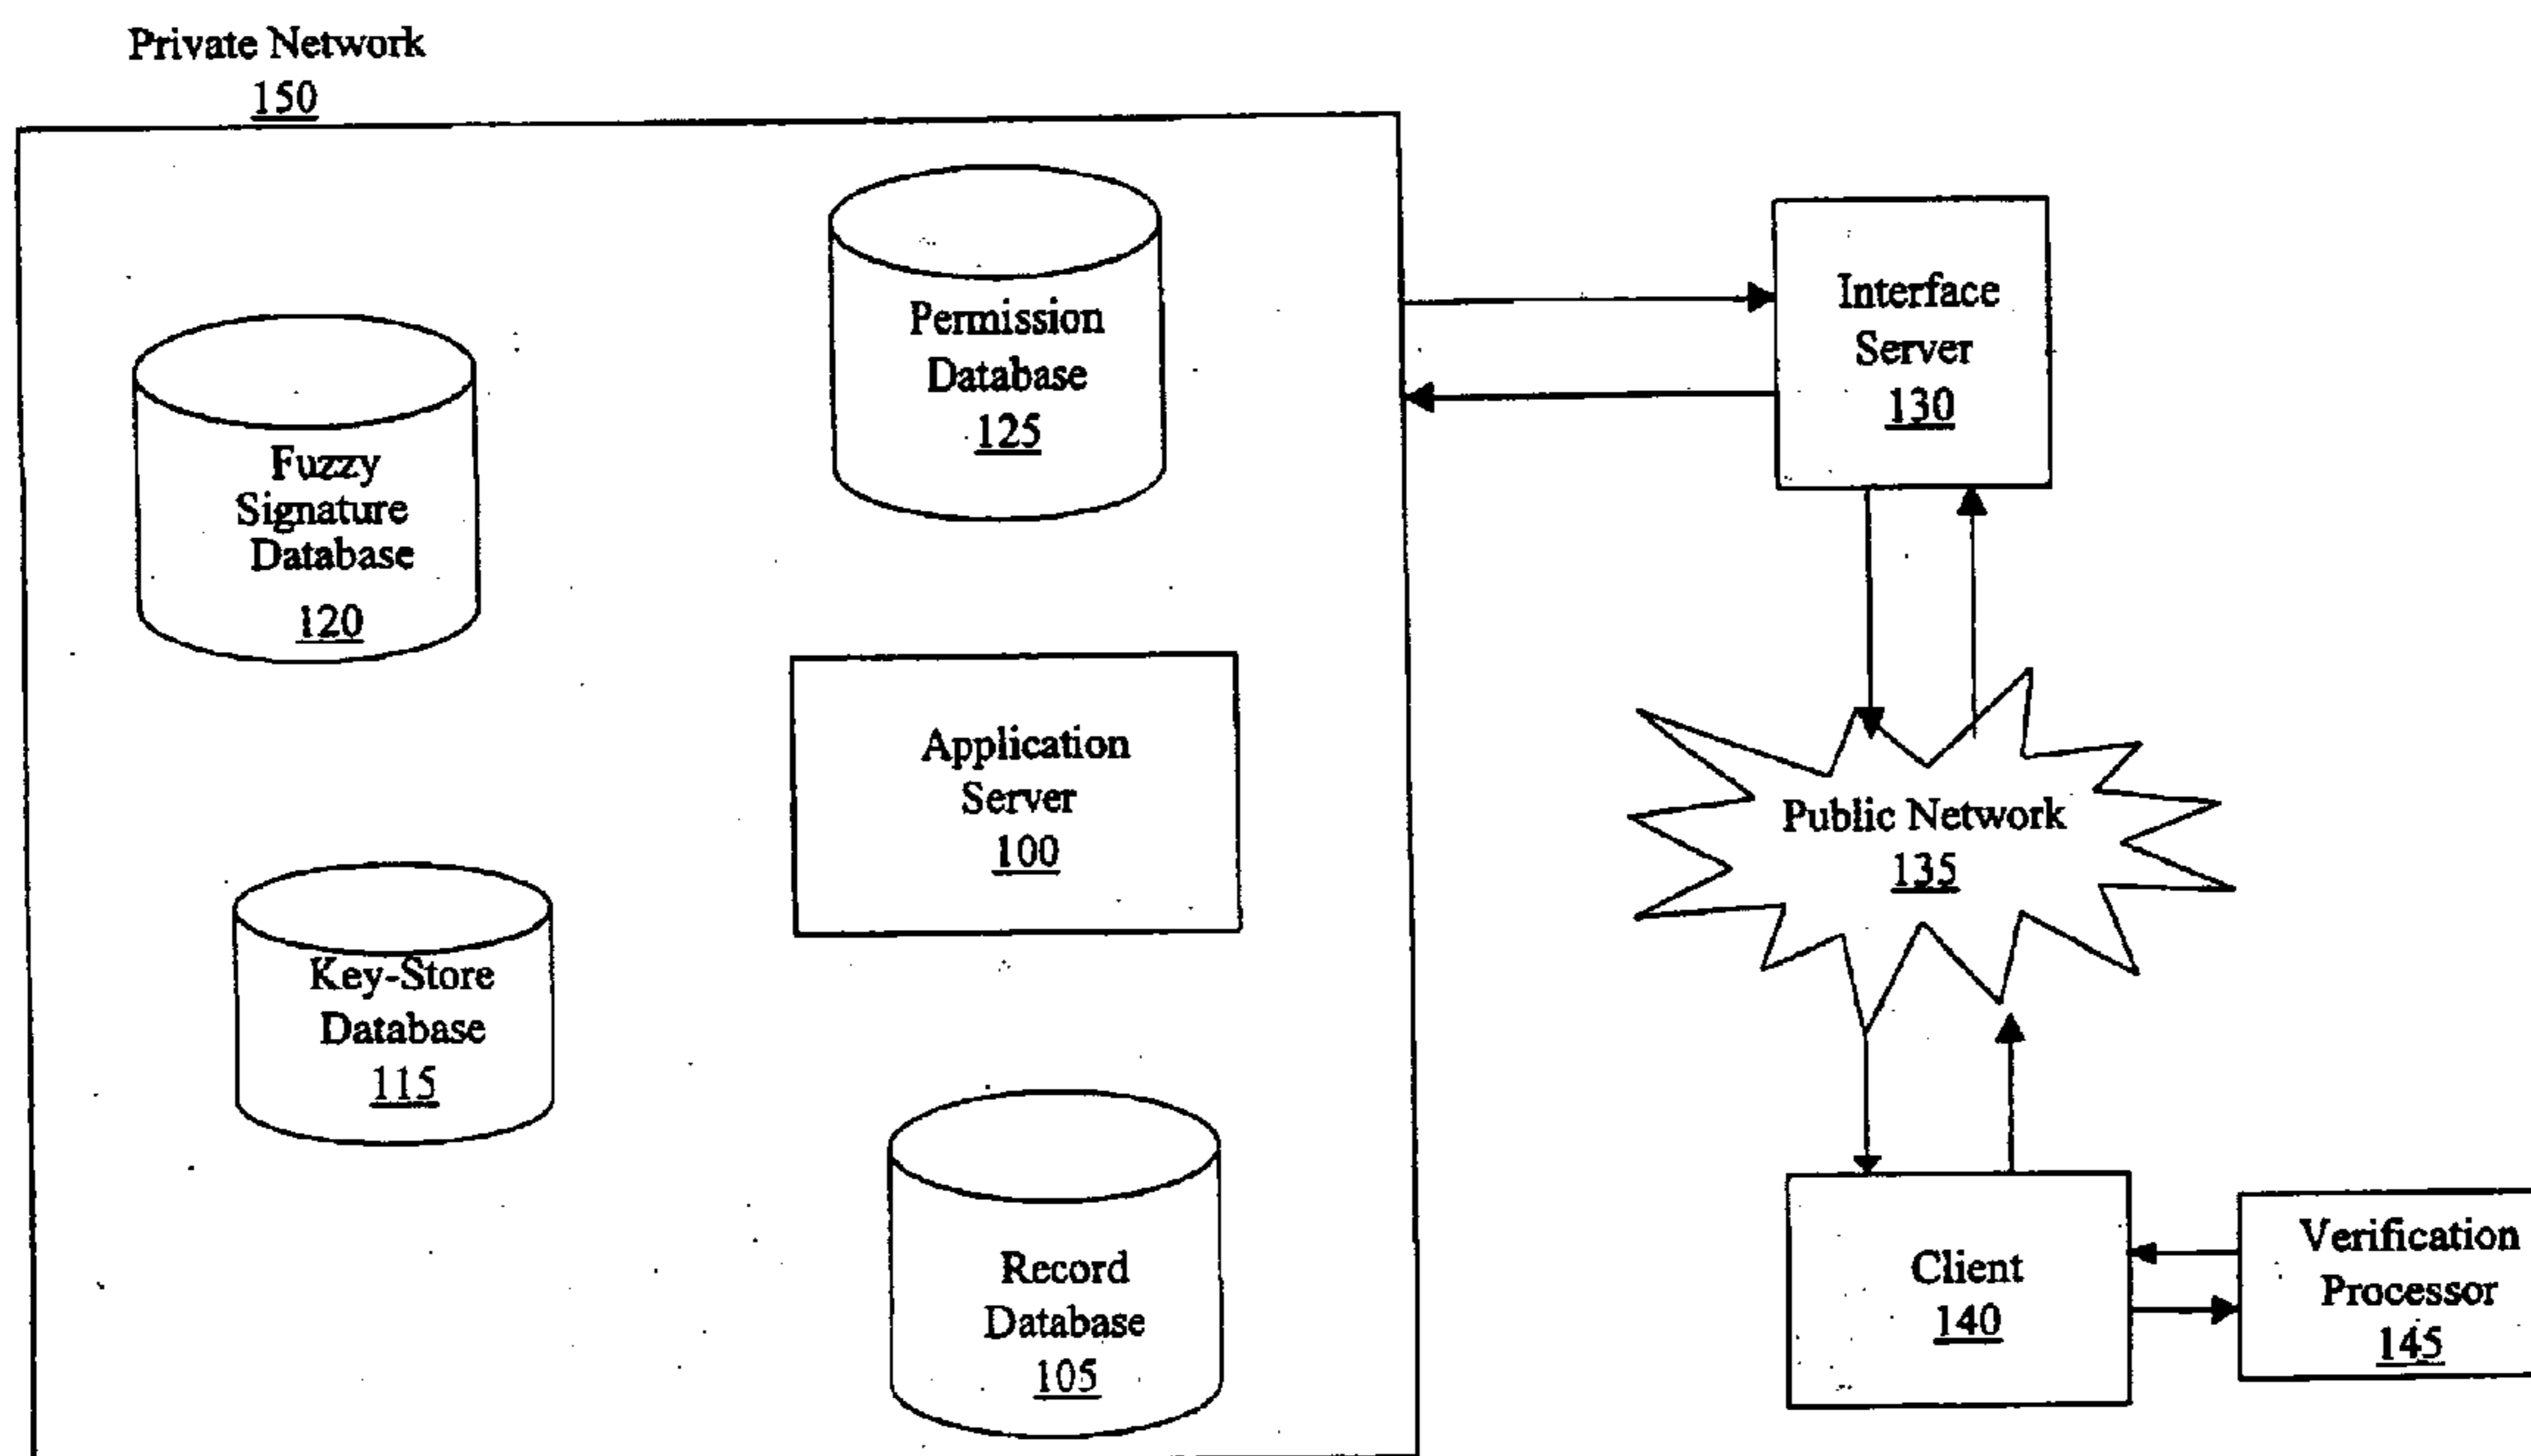 Private Network
150
Permission
Database
125
Fuzzy
Signature
Database
120
Application
Server
100
Key-Store
Database
115
Record
Database
105
Interface
Server
130
Public Network
135
Client
140
Verification
Processor
145